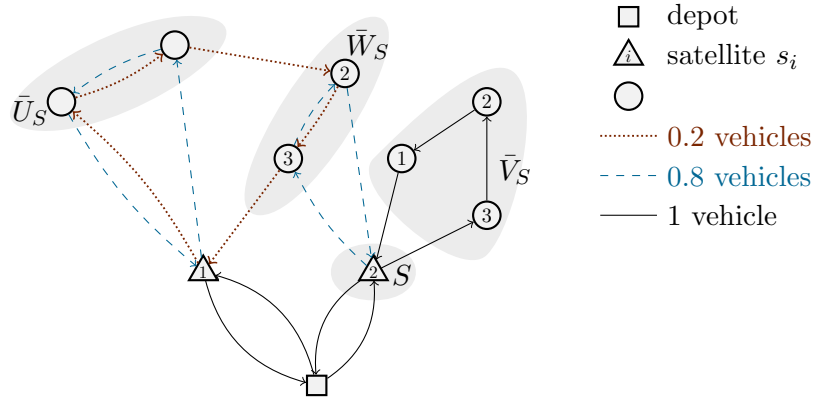 Ū_S
W̄_S
2
3
2
1
3
V̄_S
1
2
S
depot
i
satellite s_i
0.2 vehicles
0.8 vehicles
1 vehicle